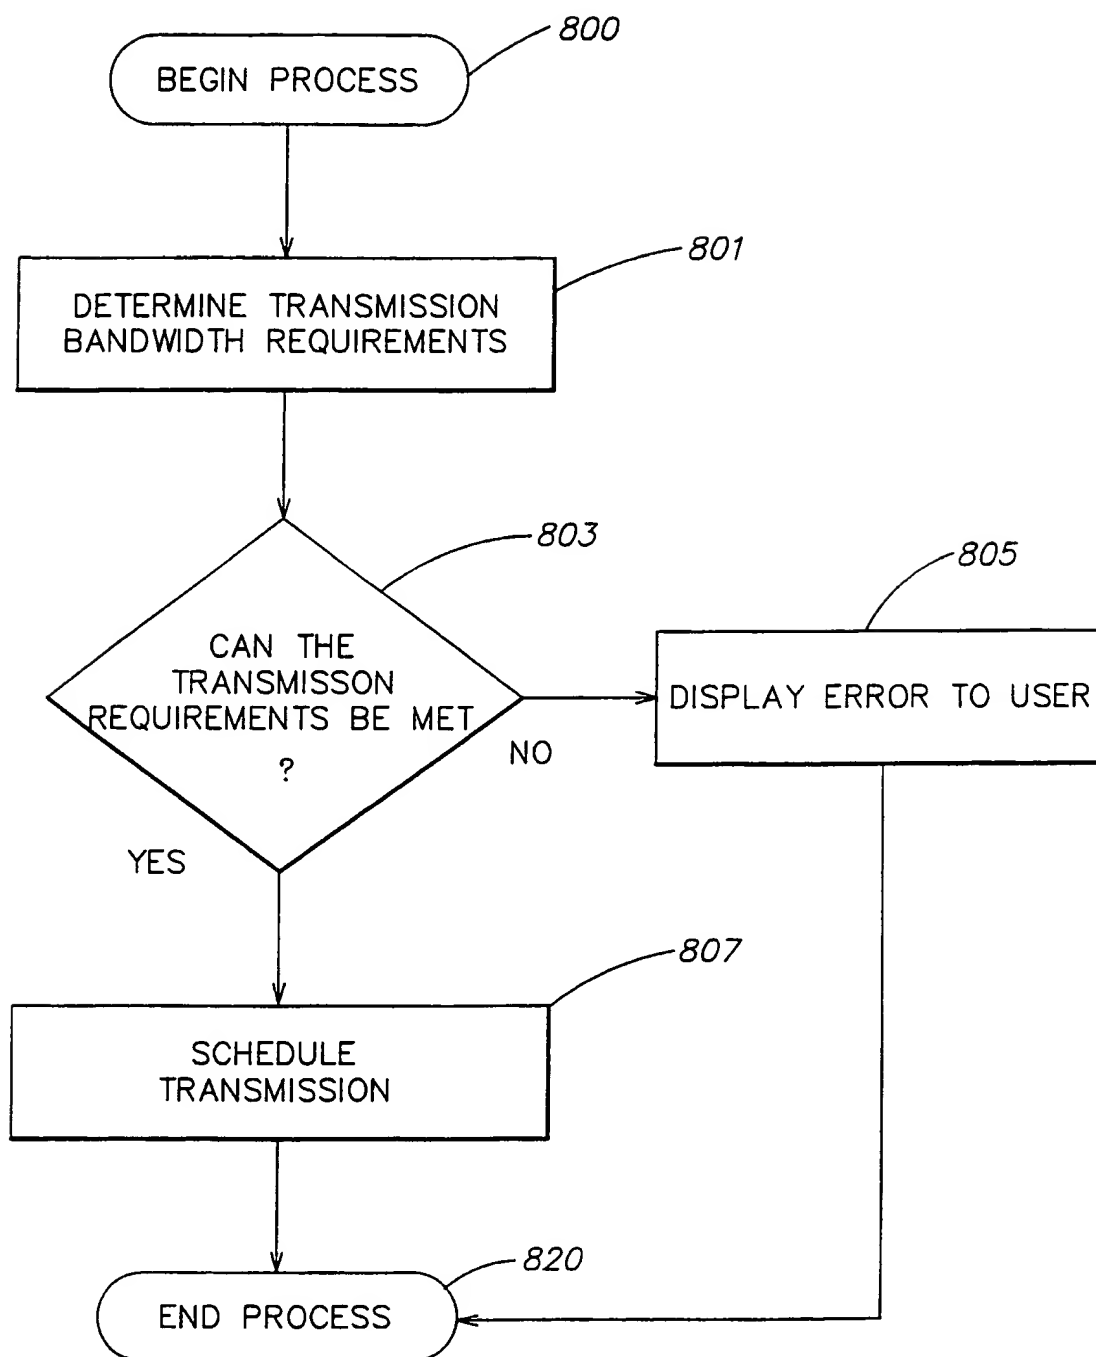 800
BEGIN PROCESS
801
DETERMINE TRANSMISSION
BANDWIDTH REQUIREMENTS
803
805
CAN THE
TRANSMISSON
REQUIREMENTS BE MET
?
DISPLAY ERROR TO USER
NO
YES
807
SCHEDULE
TRANSMISSION
820
END PROCESS